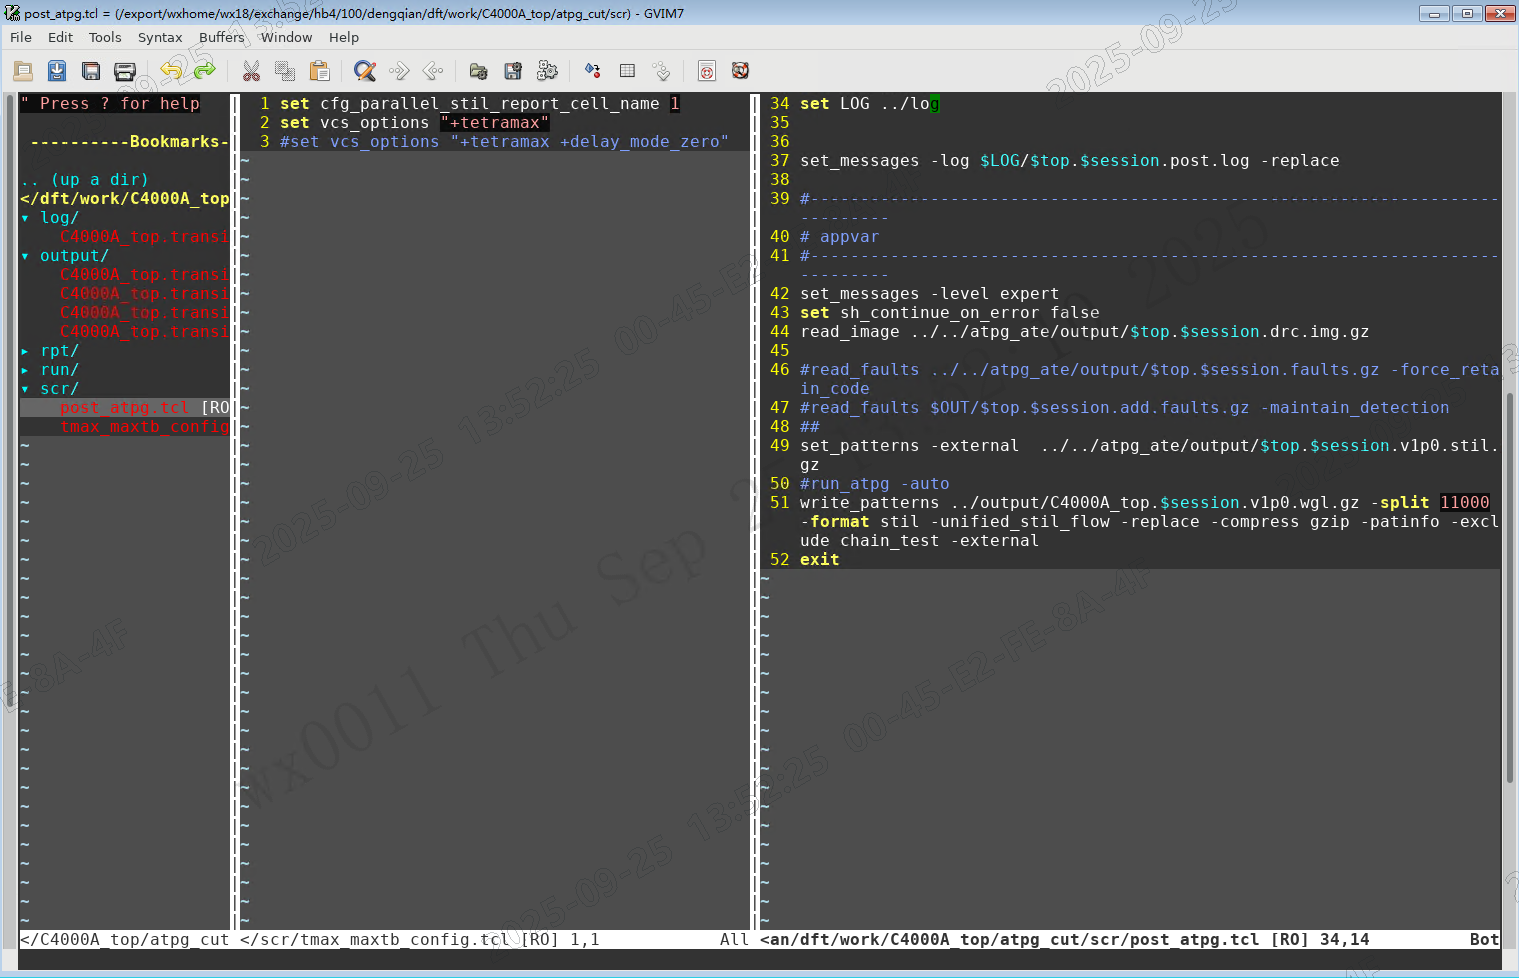 post_atpg.tcl = (/export/wxhome/wx18/exchange/hb4/100/dengqian/dft/work/C4000A_top/atpg_cut/scr) - GVIM7
File Edit Tools Syntax Buffers Window Help
" Press ? for help
----------Bookmarks-
.. (up a dir)
</dft/work/C4000A_top
▾ log/
C4000A_top.transi
▾ output/
C4000A_top.transi
C4000A_top.transi
C4000A_top.transi
C4000A_top.transi
▸ rpt/
▸ run/
▾ scr/
post_atpg.tcl [RO
tmax_maxtb_config
1 set cfg_parallel_stil_report_cell_name 1
2 set vcs_options "+tetramax"
3 #set vcs_options "+tetramax +delay_mode_zero"
34 set LOG ../log
35
36
37 set_messages -log $LOG/$top.$session.post.log -replace
38
39 #---------------------------------------------------------------------
---------
40 # appvar
41 #---------------------------------------------------------------------
---------
42 set_messages -level expert
43 set sh_continue_on_error false
44 read_image ../../atpg_ate/output/$top.$session.drc.img.gz
45
46 #read_faults ../../atpg_ate/output/$top.$session.faults.gz -force_reta
in_code
47 #read_faults $OUT/$top.$session.add.faults.gz -maintain_detection
48 ##
49 set_patterns -external  ../../atpg_ate/output/$top.$session.v1p0.stil.
gz
50 #run_atpg -auto
51 write_patterns ../output/C4000A_top.$session.v1p0.wgl.gz -split 11000
-format stil -unified_stil_flow -replace -compress gzip -patinfo -excl
ude chain_test -external
52 exit
</C4000A_top/atpg_cut </scr/tmax_maxtb_config.tcl [RO] 1,1 All <an/dft/work/C4000A_top/atpg_cut/scr/post_atpg.tcl [RO] 34,14 Bot
wx0011 Thu Sep
2025-09-25 13:52:25 00-45-E2-FE-8A-4F